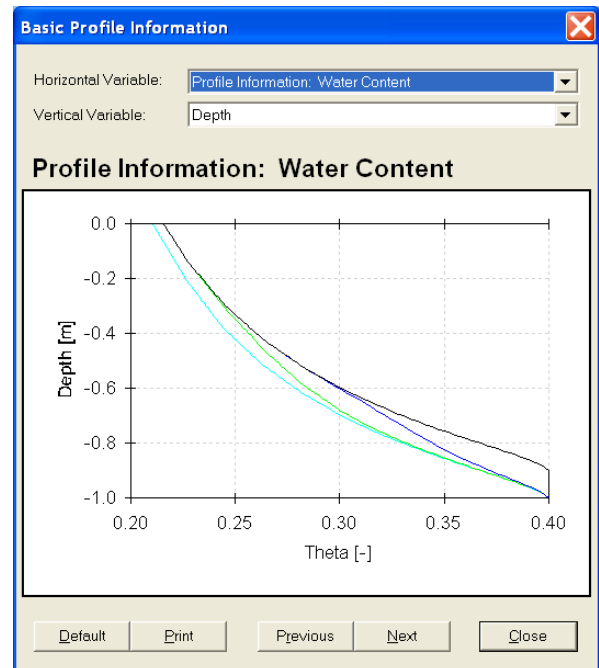 Basic Profile Information
Horizontal Variable: Profile Information: Water Content
Vertical Variable: Depth
Profile Information: Water Content
0.0
-0.2
-0.4
-0.6
-0.8
-1.0
Depth [m]
0.20 0.25 0.30 0.35 0.40
Theta [-]
Default Print Previous Next Close